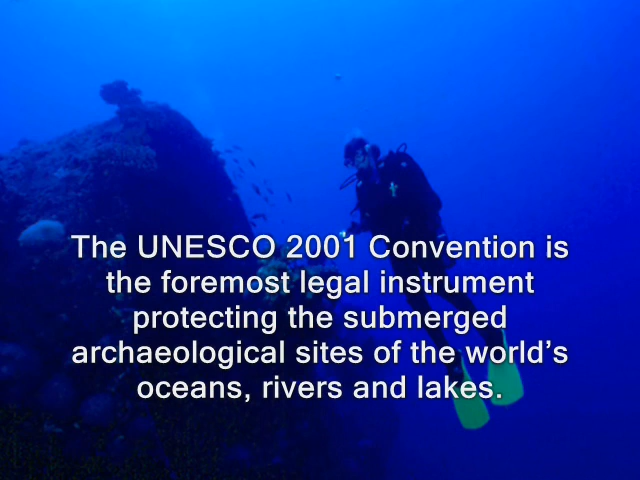 The UNESCO 2001 Convention is
the foremost legal instrument
protecting the submerged
archaeological sites of the world’s
oceans, rivers and lakes.